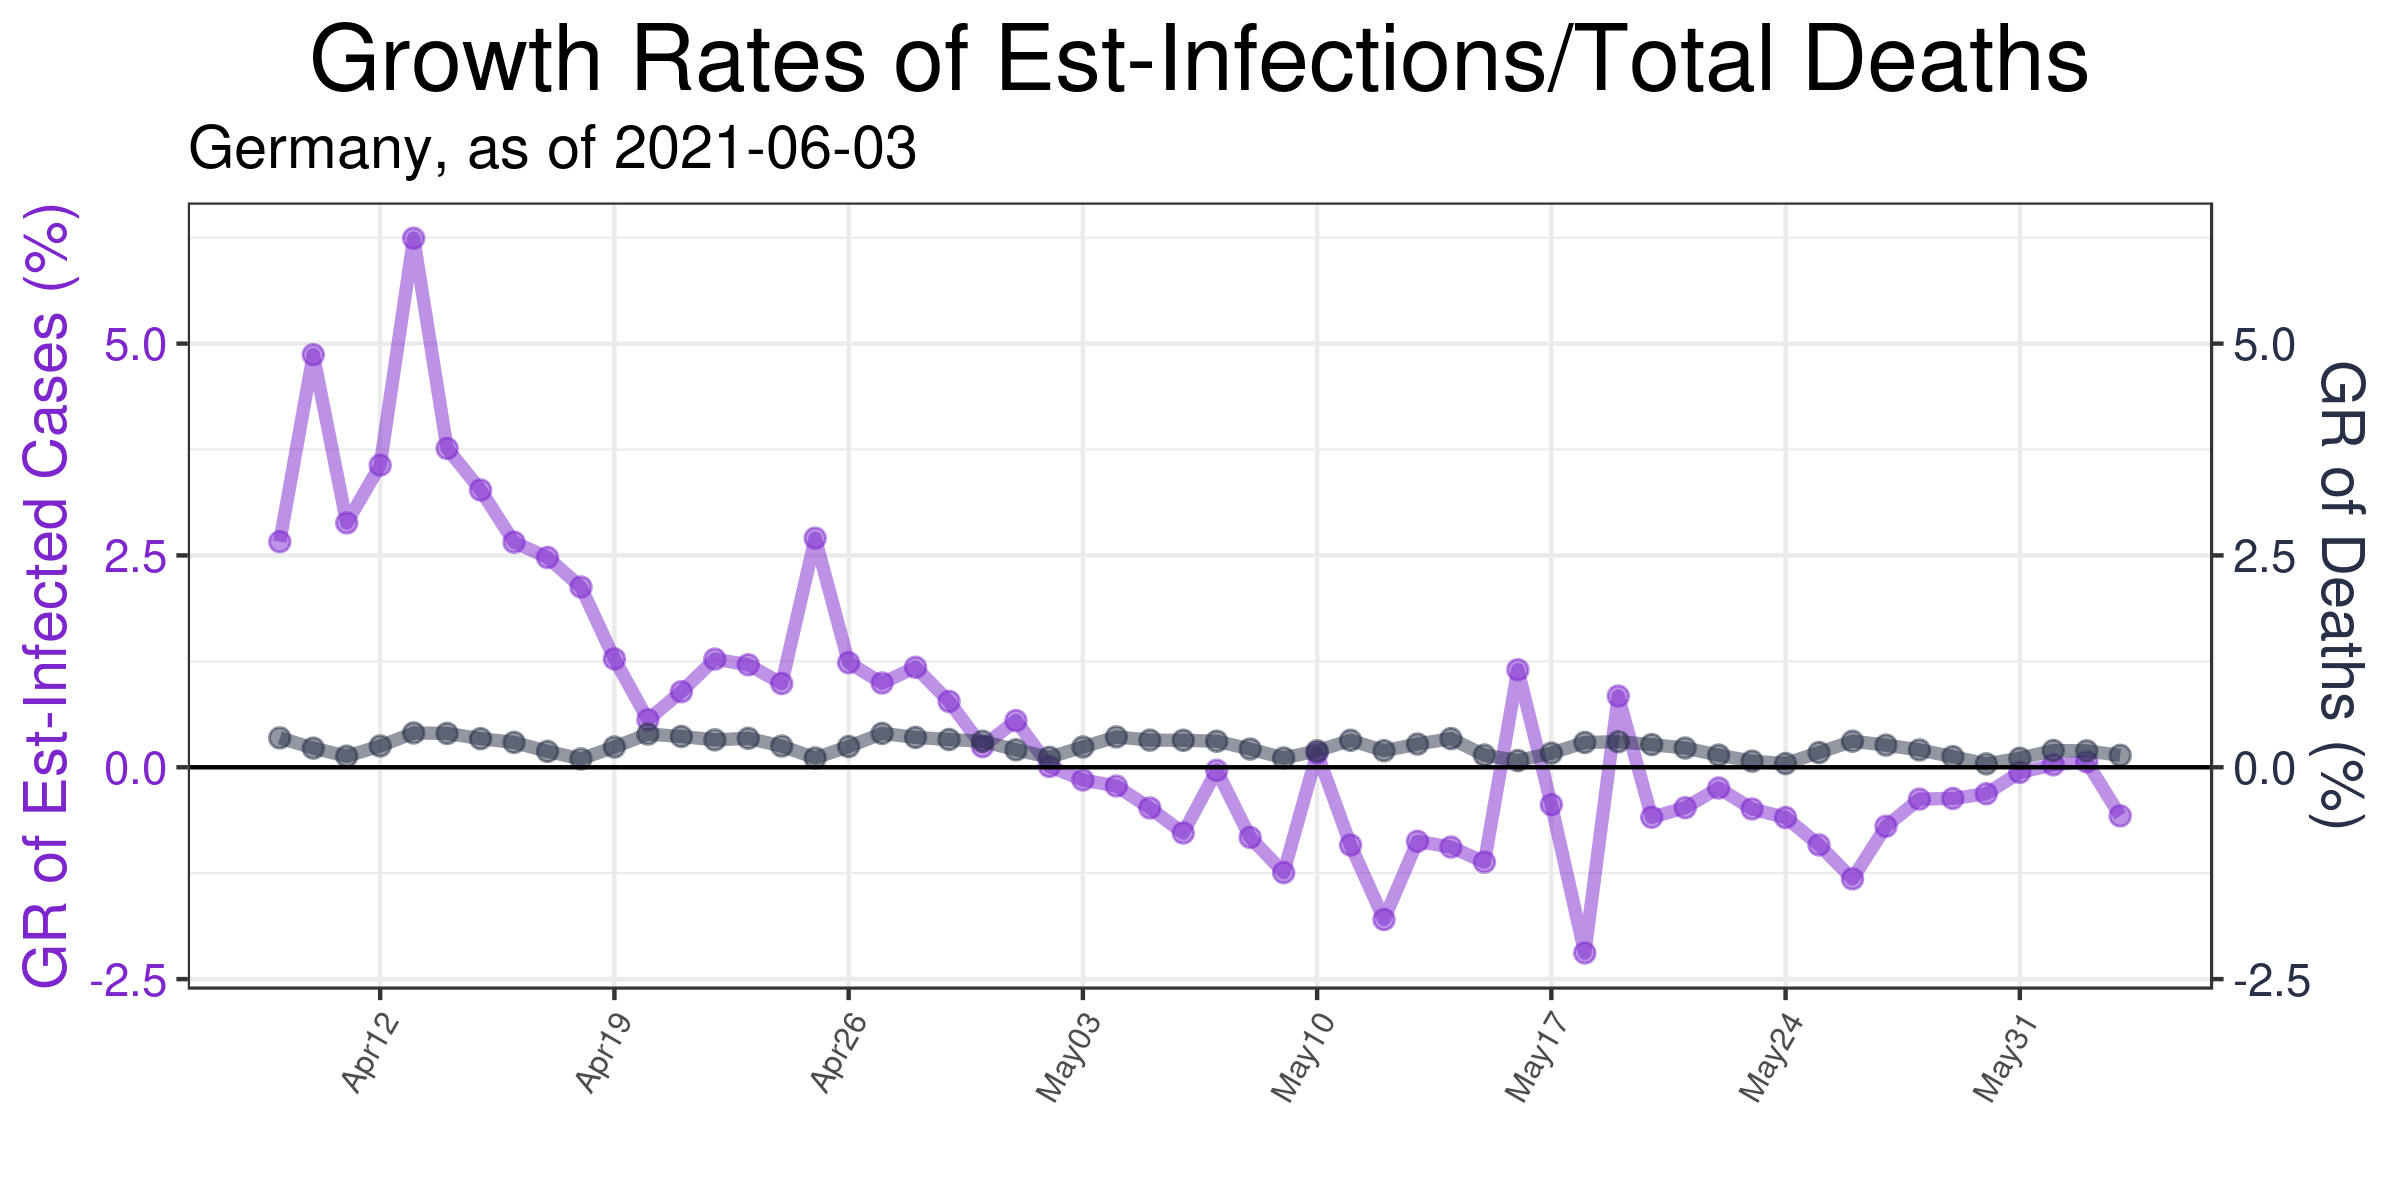 Growth Rates of Est-Infections/Total Deaths
Germany, as of 2021-06-03
GR of Est-Infected Cases (%)
5.0
2.5
0.0
-2.5
5.0
2.5
0.0
-2.5
GR of Deaths (%)
Apr12
Apr19
Apr26
May03
May10
May17
May24
May31